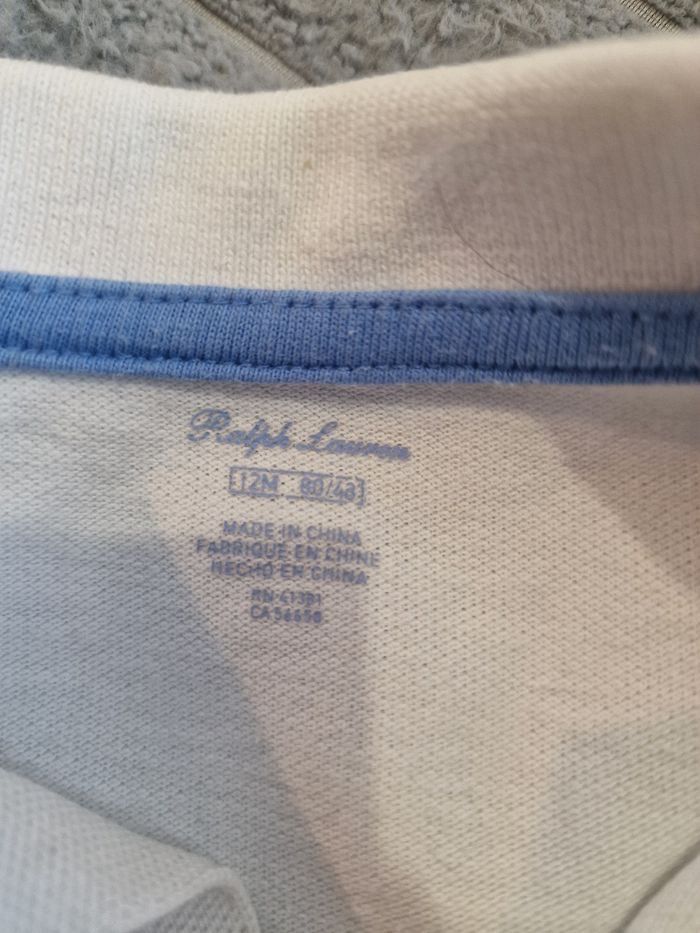 Ralph Lauren
12M 80/48
MADE IN CHINA
FABRIQUE EN CHINE
HECHO EN CHINA
RN 41381
CA 56658